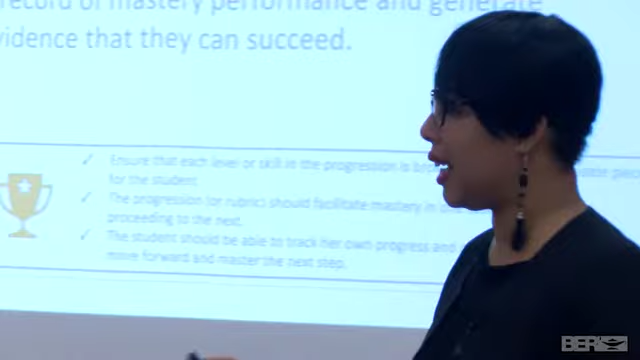 record of mastery performance and generate
vidence that they can succeed.
✓ Ensure that each level or skill in the progression is
for the student.
✓ The progression (or rubric) should facilitate mastery in
proceeding to the next.
✓ The student should be able to track her own progress and
move forward and master the next step.
BER